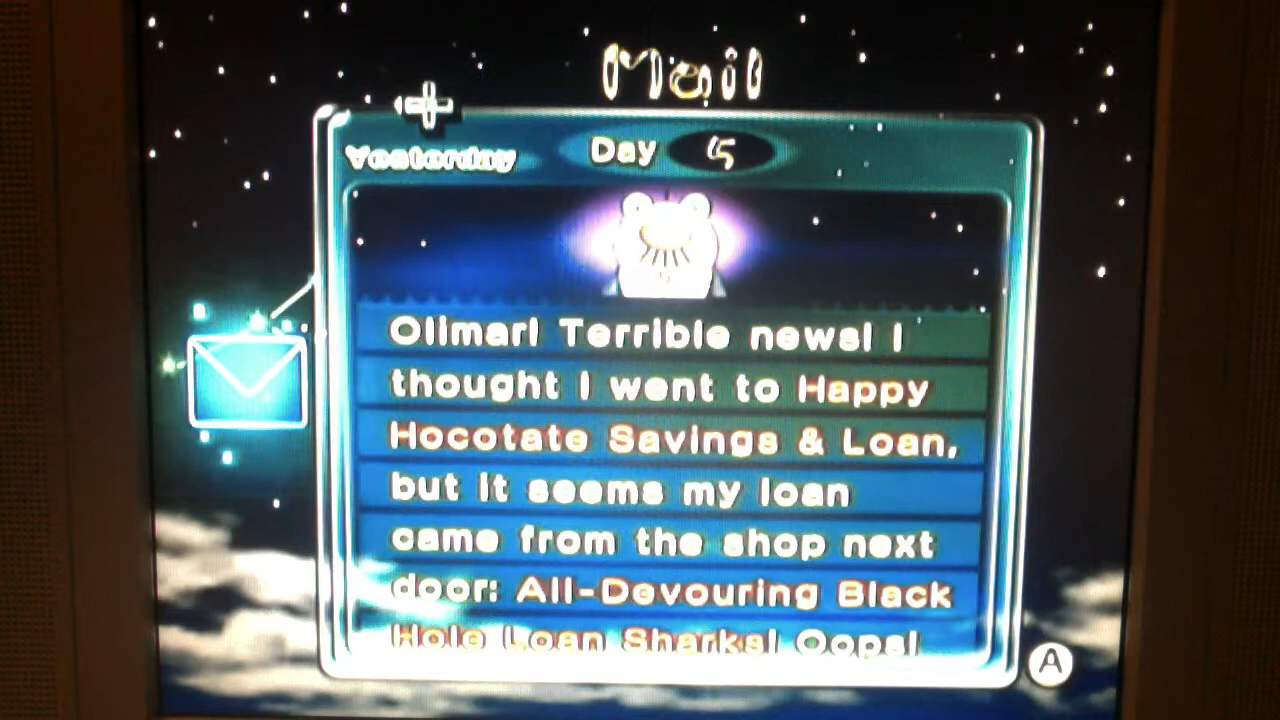 Mail
Yesterday
Day 5
Olimar! Terrible news! I
thought I went to Happy
Hocotate Savings & Loan,
but it seems my loan
came from the shop next
door: All-Devouring Black
Hole Loan Sharks! Oops!
A